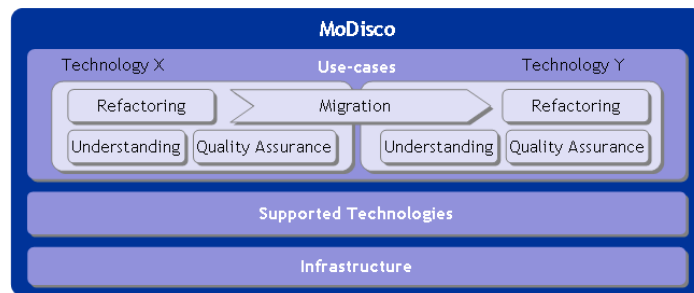 MoDisco
Technology X Use-cases Technology Y
Refactoring Migration Refactoring
Understanding Quality Assurance Understanding Quality Assurance
Supported Technologies
Infrastructure